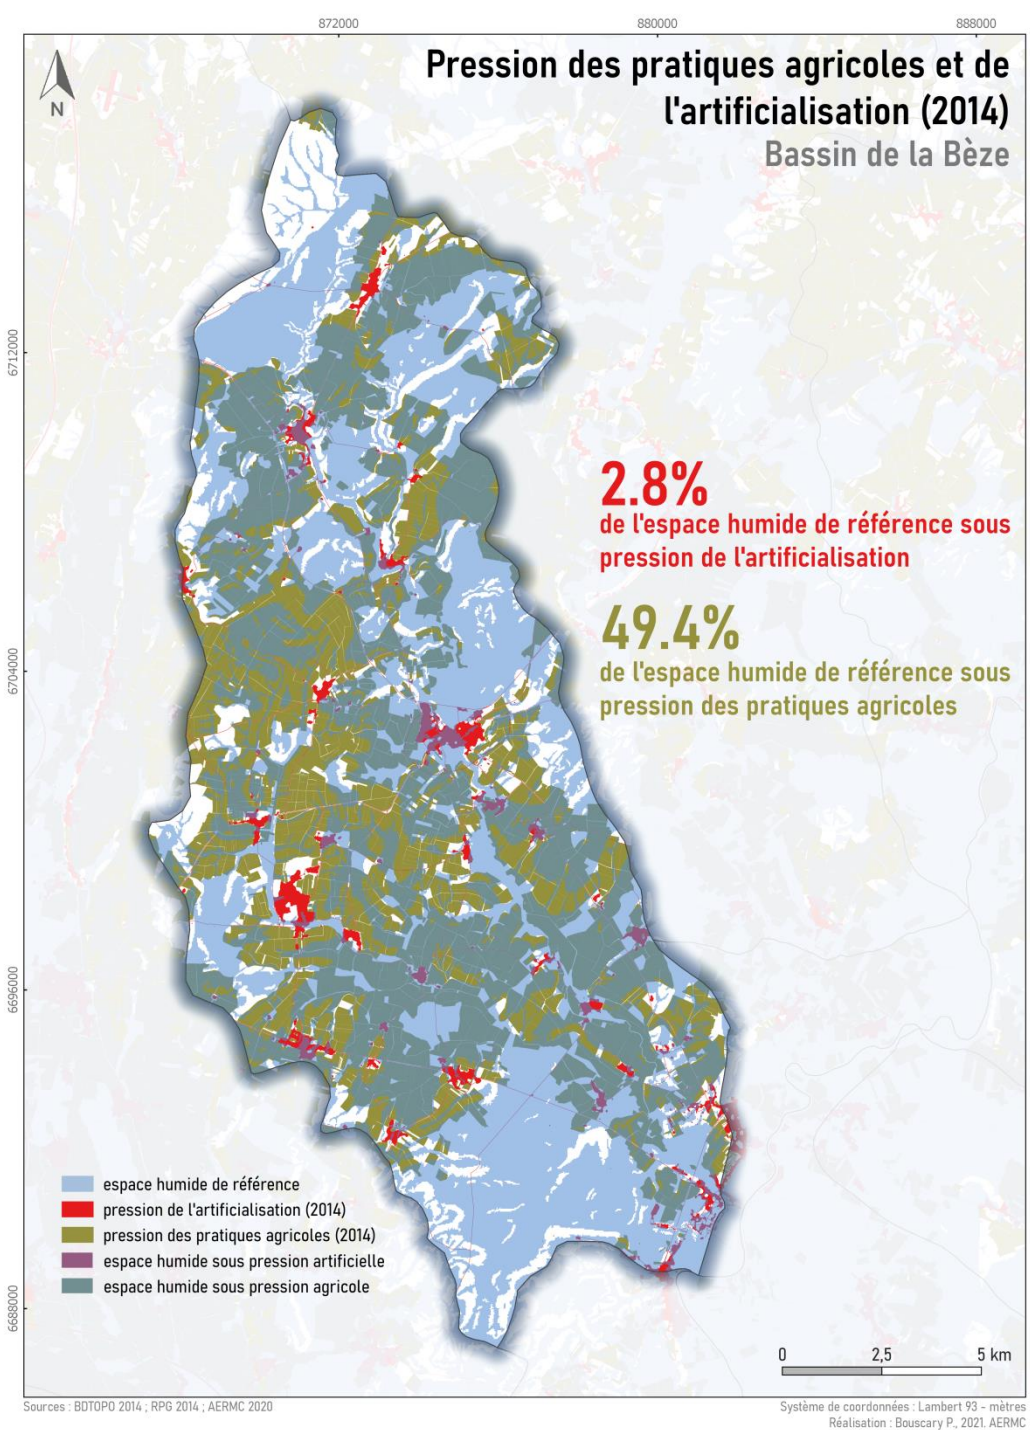 872000
880000
888000
Pression des pratiques agricoles et de
l'artificialisation (2014)
Bassin de la Bèze
N
6712000
2.8%
de l'espace humide de référence sous
pression de l'artificialisation
49.4%
de l'espace humide de référence sous
pression des pratiques agricoles
6704000
6696000
espace humide de référence
pression de l'artificialisation (2014)
pression des pratiques agricoles (2014)
espace humide sous pression artificielle
espace humide sous pression agricole
6688000
0 2,5 5 km
Sources : BDTOPO 2014 ; RPG 2014 ; AERMC 2020
Système de coordonnées : Lambert 93 - mètres
Réalisation : Bouscary P., 2021. AERMC